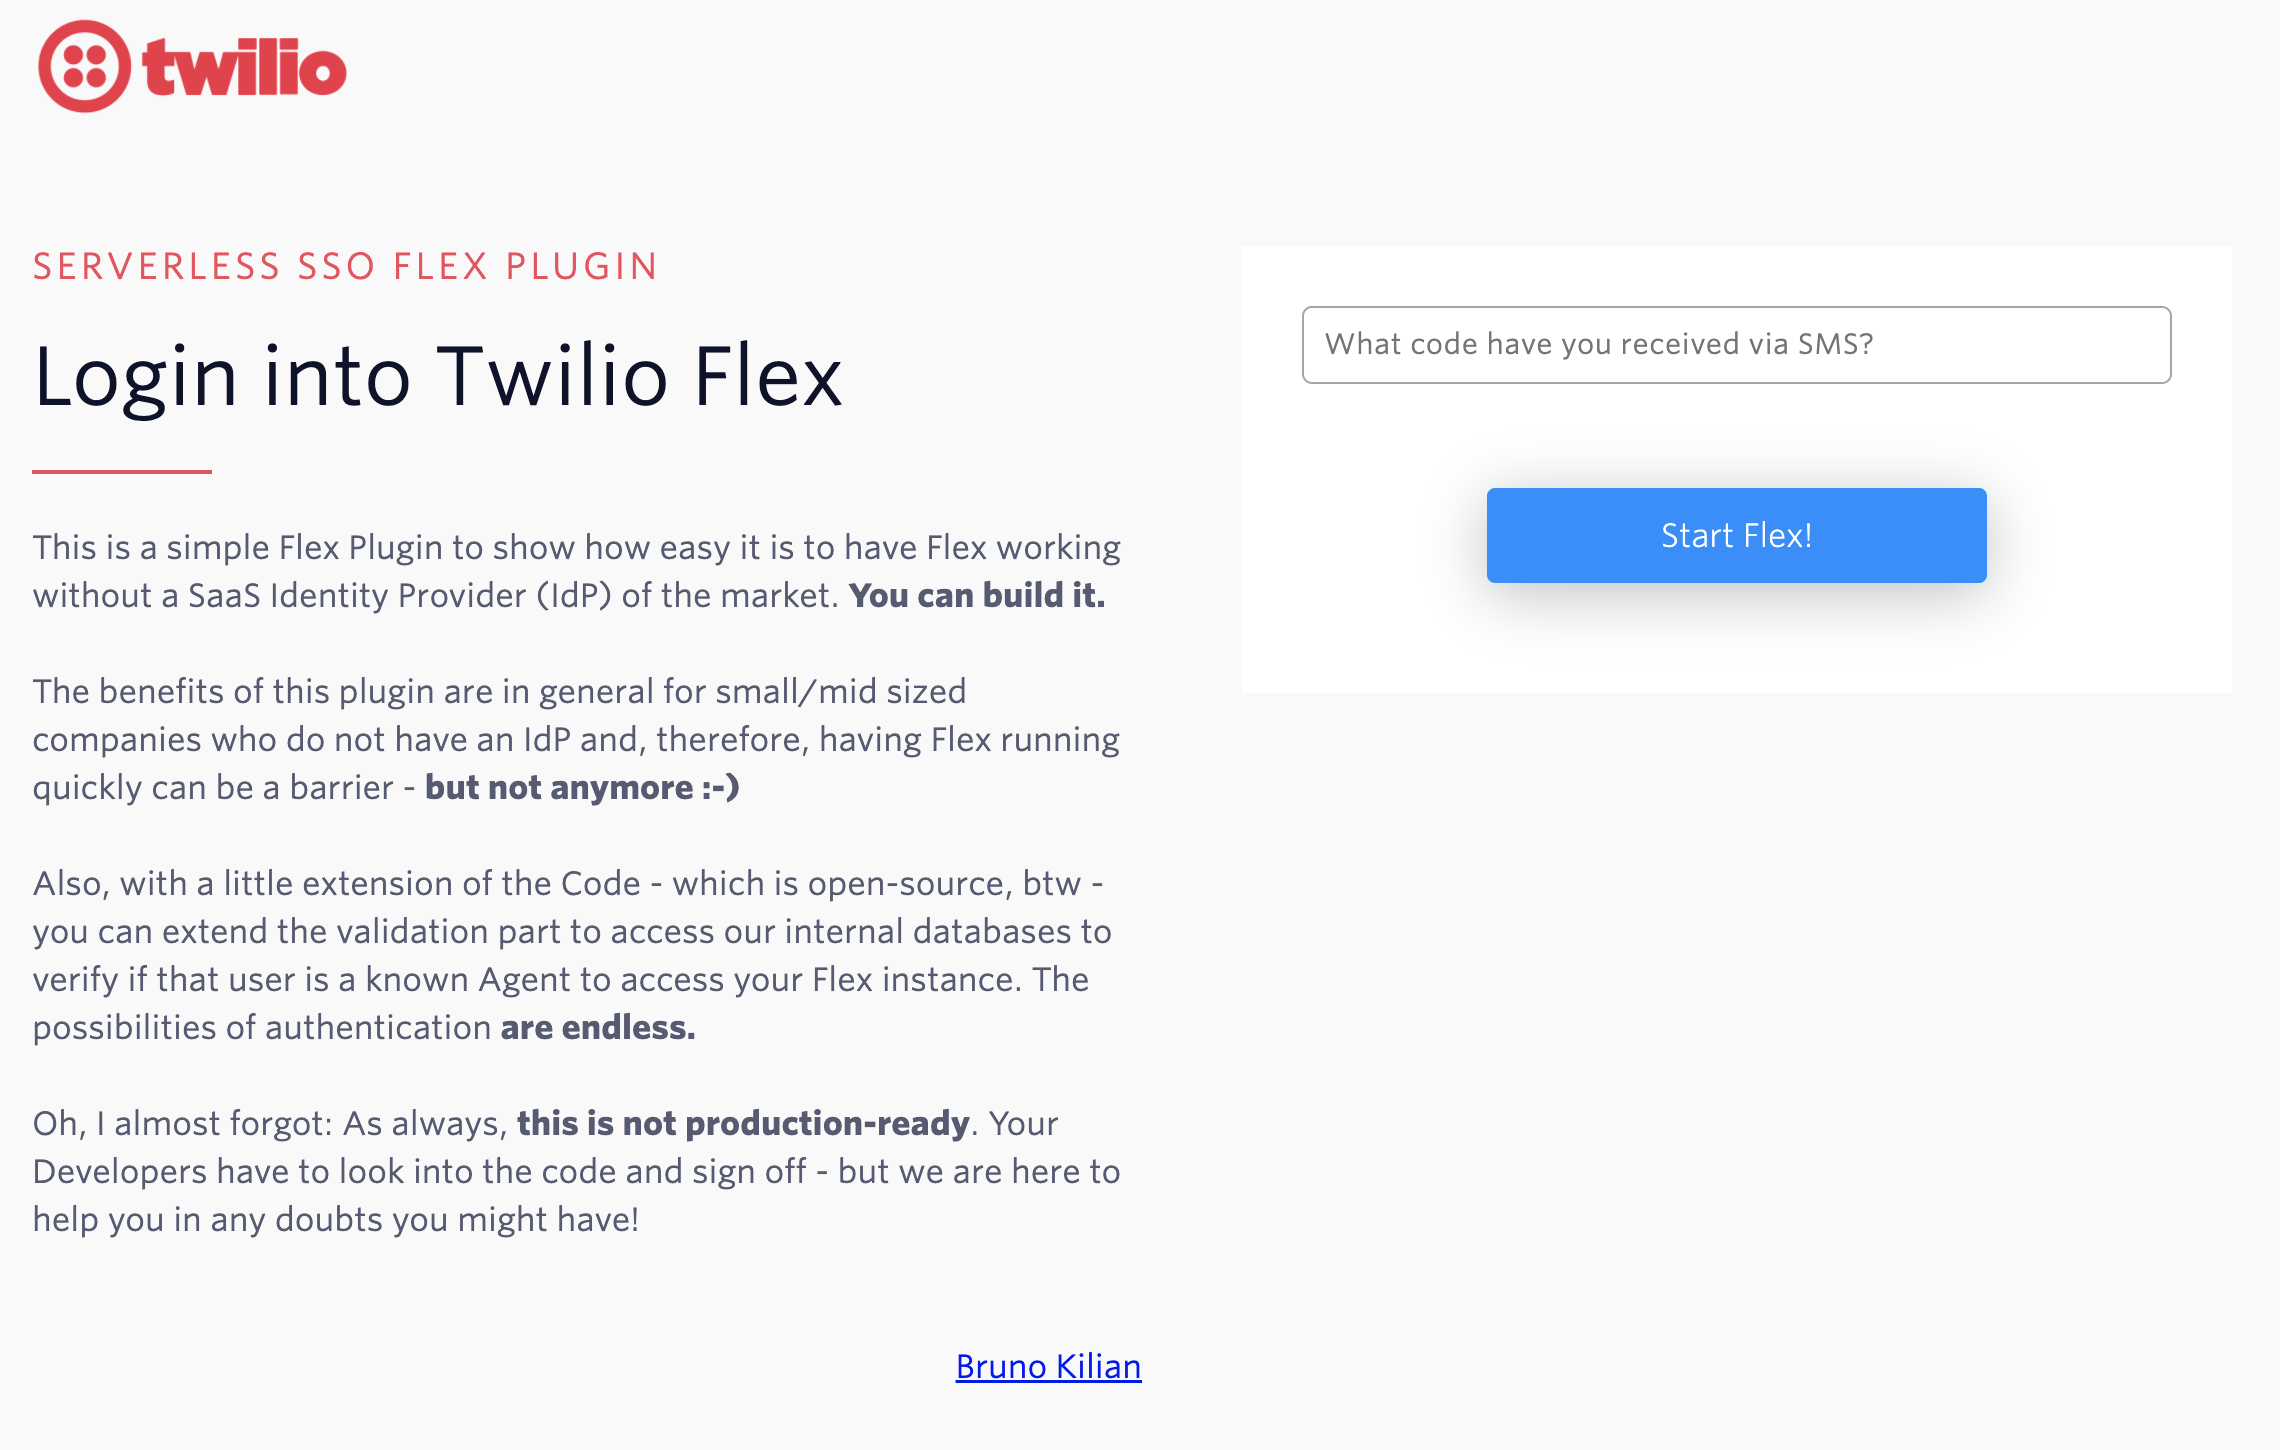 twilio
SERVERLESS SSO FLEX PLUGIN
Login into Twilio Flex
This is a simple Flex Plugin to show how easy it is to have Flex working
without a SaaS Identity Provider (IdP) of the market. You can build it.
The benefits of this plugin are in general for small/mid sized
companies who do not have an IdP and, therefore, having Flex running
quickly can be a barrier - but not anymore :-)
Also, with a little extension of the Code - which is open-source, btw -
you can extend the validation part to access our internal databases to
verify if that user is a known Agent to access your Flex instance. The
possibilities of authentication are endless.
Oh, I almost forgot: As always, this is not production-ready. Your
Developers have to look into the code and sign off - but we are here to
help you in any doubts you might have!
Bruno Kilian
What code have you received via SMS?
Start Flex!